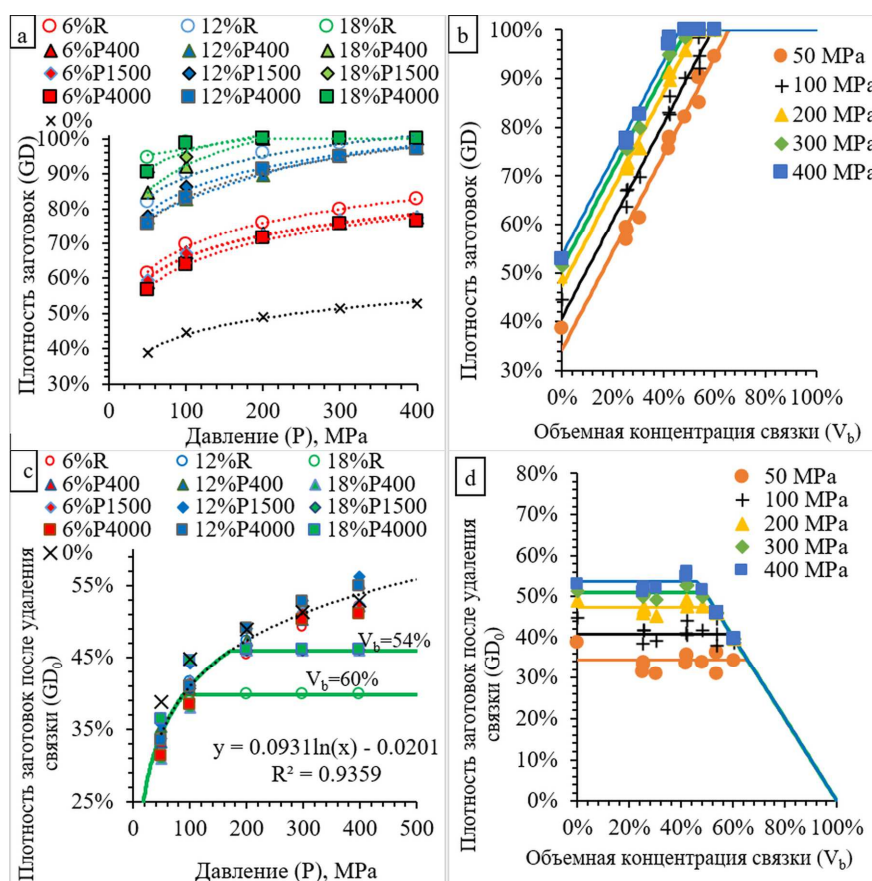 a
6%R 12%R 18%R
6%P400 12%P400 18%P400
6%P1500 12%P1500 18%P1500
6%P4000 12%P4000 18%P4000
0%
Плотность заготовок (GD)
100%
90%
80%
70%
60%
50%
40%
30%
0 100 200 300 400
Давление (P), MPa
b
50 MPa
100 MPa
200 MPa
300 MPa
400 MPa
Плотность заготовок (GD)
100%
90%
80%
70%
60%
50%
40%
30%
0% 20% 40% 60% 80% 100%
Объемная концентрация связки (Vb)
c
6%R 12%R 18%R
6%P400 12%P400 18%P400
6%P1500 12%P1500 18%P1500
6%P4000 12%P4000 18%P4000
0%
Плотность заготовок после удаления
связки (GD0)
55%
45%
35%
25%
Vb=54%
Vb=60%
y = 0.0931ln(x) - 0.0201
R² = 0.9359
0 100 200 300 400 500
Давление (P), MPa
d
50 MPa
100 MPa
200 MPa
300 MPa
400 MPa
Плотность заготовок после удаления
связки (GD0)
80%
70%
60%
50%
40%
30%
20%
10%
0%
0% 20% 40% 60% 80% 100%
Объемная концентрация связки (Vb)